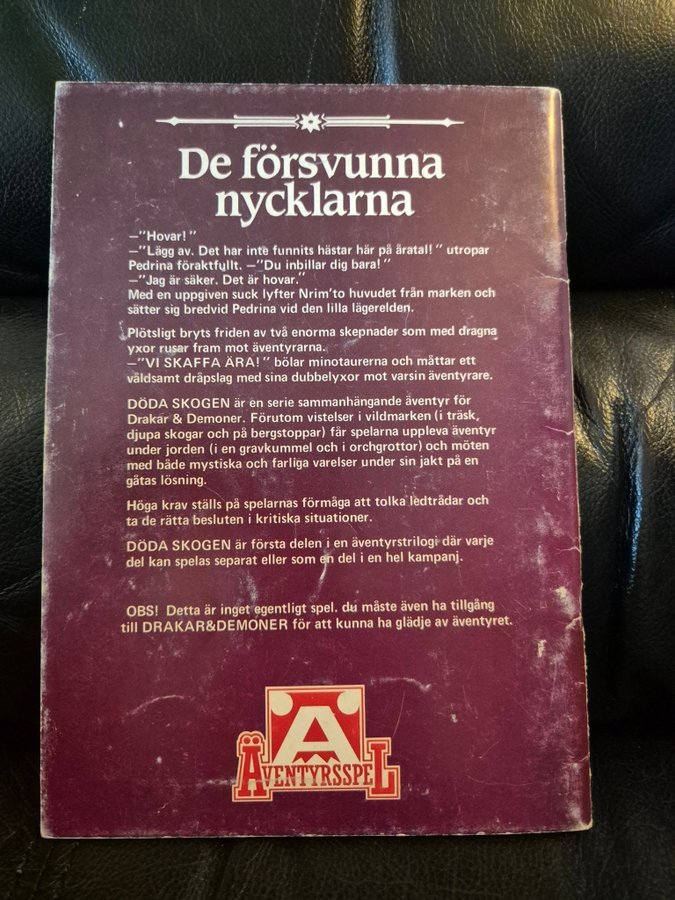 De försvunna
nycklarna
–"Hovar!"
–"Lägg av. Det har inte funnits hästar här på åratal!" utropar
Pedrina föraktfullt. –"Du inbillar dig bara!"
–"Jag är säker. Det är hovar."
Med en uppgiven suck lyfter Nrim'to huvudet från marken och
sätter sig bredvid Pedrina vid den lilla lägerelden.
Plötsligt bryts friden av två enorma skepnader som med dragna
yxor rusar fram mot äventyrarna.
–"VI SKAFFA ÄRA!" bölar minotaurerna och måttar ett
våldsamt dråpslag med sina dubbelyxor mot varsin äventyrare.
DÖDA SKOGEN är en serie sammanhängande äventyr för
Drakar & Demoner. Förutom vistelser i vildmarken (i träsk,
djupa skogar och på bergstoppar) får spelarna uppleva äventyr
under jorden (i en gravkummel och i orchgrottor) och möten
med både mystiska och farliga varelser under sin jakt på en
gåtas lösning.
Höga krav ställs på spelarnas förmåga att tolka ledtrådar och
ta de rätta besluten i kritiska situationer.
DÖDA SKOGEN är första delen i en äventyrstrilogi där varje
del kan spelas separat eller som en del i en hel kampanj.
OBS! Detta är inget egentligt spel. du måste även ha tillgång
till DRAKAR&DEMONER för att kunna ha glädje av äventyret.
Ä
ÄVENTYRSSPEL